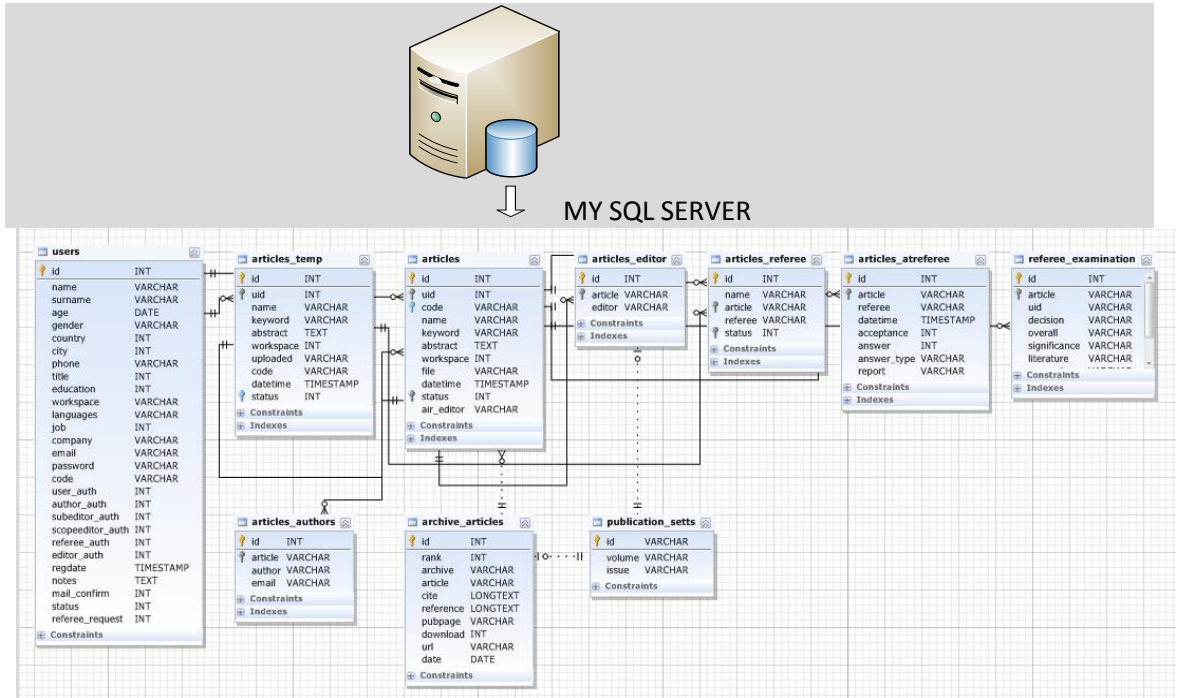 MY SQL SERVER
users
id INT
name VARCHAR
surname VARCHAR
age DATE
gender VARCHAR
country INT
city INT
phone VARCHAR
title INT
education INT
workspace VARCHAR
languages VARCHAR
job INT
company VARCHAR
email VARCHAR
password VARCHAR
code VARCHAR
user_auth INT
author_auth INT
subeditor_auth INT
scopeeditor_auth INT
referee_auth INT
editor_auth INT
regdate TIMESTAMP
notes TEXT
mail_confirm INT
status INT
referee_request INT
Constraints
articles_temp
id INT
uid INT
name VARCHAR
keyword VARCHAR
abstract TEXT
workspace INT
uploaded VARCHAR
code VARCHAR
datetime TIMESTAMP
status INT
Constraints
Indexes
articles
id INT
uid INT
code VARCHAR
name VARCHAR
keyword VARCHAR
abstract TEXT
workspace INT
file VARCHAR
datetime TIMESTAMP
status INT
air_editor VARCHAR
Constraints
Indexes
articles_editor
id INT
article VARCHAR
editor VARCHAR
Constraints
Indexes
articles_referee
id INT
name VARCHAR
article VARCHAR
referee VARCHAR
status INT
Constraints
Indexes
articles_atreferee
id INT
article VARCHAR
referee VARCHAR
datetime TIMESTAMP
acceptance INT
answer INT
answer_type VARCHAR
report VARCHAR
Constraints
Indexes
referee_examination
id INT
article VARCHAR
uid VARCHAR
decision VARCHAR
overall VARCHAR
significance VARCHAR
literature VARCHAR
Constraints
Indexes
articles_authors
id INT
article VARCHAR
author VARCHAR
email VARCHAR
Constraints
Indexes
archive_articles
id INT
rank INT
archive VARCHAR
article VARCHAR
cite LONGTEXT
reference LONGTEXT
pubpage VARCHAR
download INT
url VARCHAR
date DATE
Constraints
publication_setts
id VARCHAR
volume VARCHAR
issue VARCHAR
Constraints